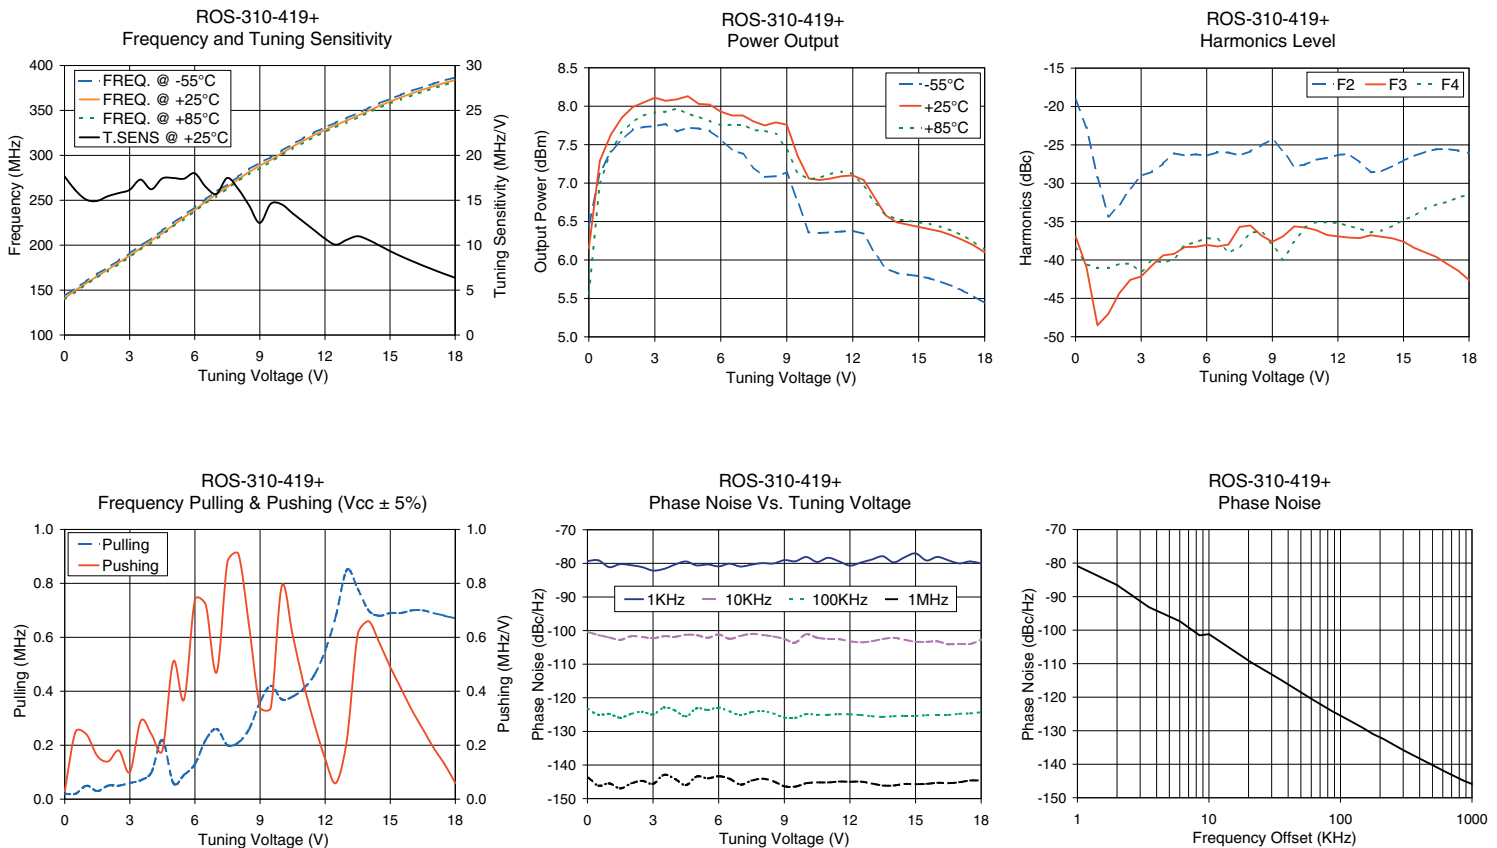 ROS-310-419+
Frequency and Tuning Sensitivity
400
350
300
250
200
150
100
30
25
20
15
10
5
0
FREQ. @ -55°C
FREQ. @ +25°C
FREQ. @ +85°C
T.SENS @ +25°C
Frequency (MHz)
Tuning Sensitivity (MHz/V)
0 3 6 9 12 15 18
Tuning Voltage (V)
ROS-310-419+
Power Output
8.5
8.0
7.5
7.0
6.5
6.0
5.5
5.0
-55°C
+25°C
+85°C
Output Power (dBm)
0 3 6 9 12 15 18
Tuning Voltage (V)
ROS-310-419+
Harmonics Level
-15
-20
-25
-30
-35
-40
-45
-50
F2 F3 F4
Harmonics (dBc)
0 3 6 9 12 15 18
Tuning Voltage (V)
ROS-310-419+
Frequency Pulling & Pushing (Vcc ± 5%)
1.0
0.8
0.6
0.4
0.2
0.0
1.0
0.8
0.6
0.4
0.2
0.0
Pulling
Pushing
Pulling (MHz)
Pushing (MHz/V)
0 3 6 9 12 15 18
Tuning Voltage (V)
ROS-310-419+
Phase Noise Vs. Tuning Voltage
-70
-80
-90
-100
-110
-120
-130
-140
-150
1KHz 10KHz 100KHz 1MHz
Phase Noise (dBc/Hz)
0 3 6 9 12 15 18
Tuning Voltage (V)
ROS-310-419+
Phase Noise
-70
-80
-90
-100
-110
-120
-130
-140
-150
Phase Noise (dBc/Hz)
1 10 100 1000
Frequency Offset (KHz)